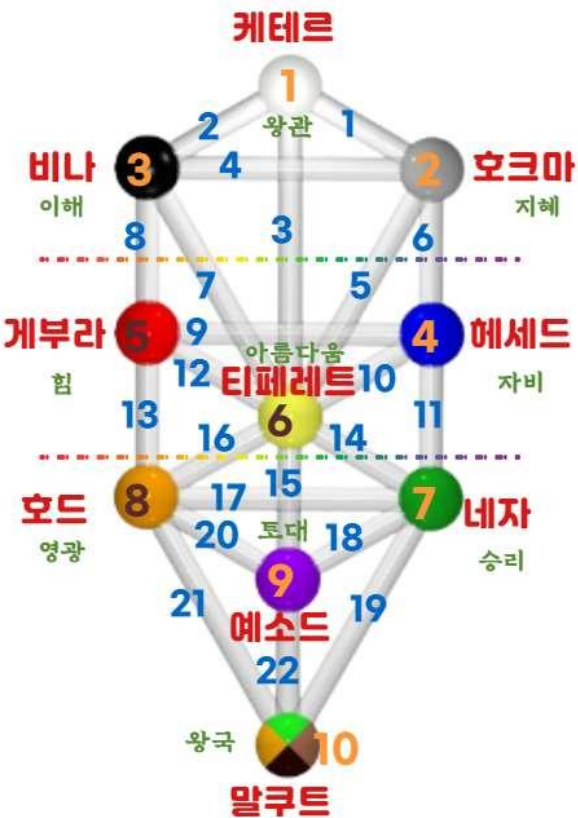 케테르
1
왕관
2
1
비나
3
4
2
호크마
이해
지혜
8
3
6
7
5
게부라
5
9
4
헤세드
아름다움
힘
12
티페레트
10
자비
13
6
11
16
14
호드
8
17
15
7
네자
영광
20
토대
18
승리
9
21
예소드
19
22
왕국
10
말쿠트